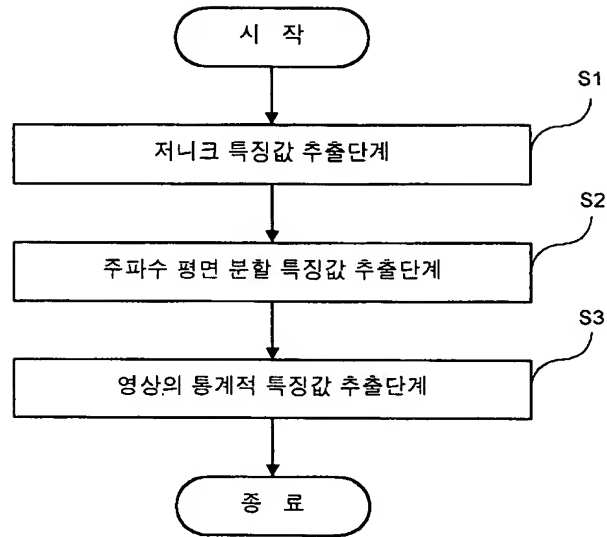 시 작
S1
저니크 특징값 추출단계
S2
주파수 평면 분할 특징값 추출단계
S3
영상의 통계적 특징값 추출단계
종 료